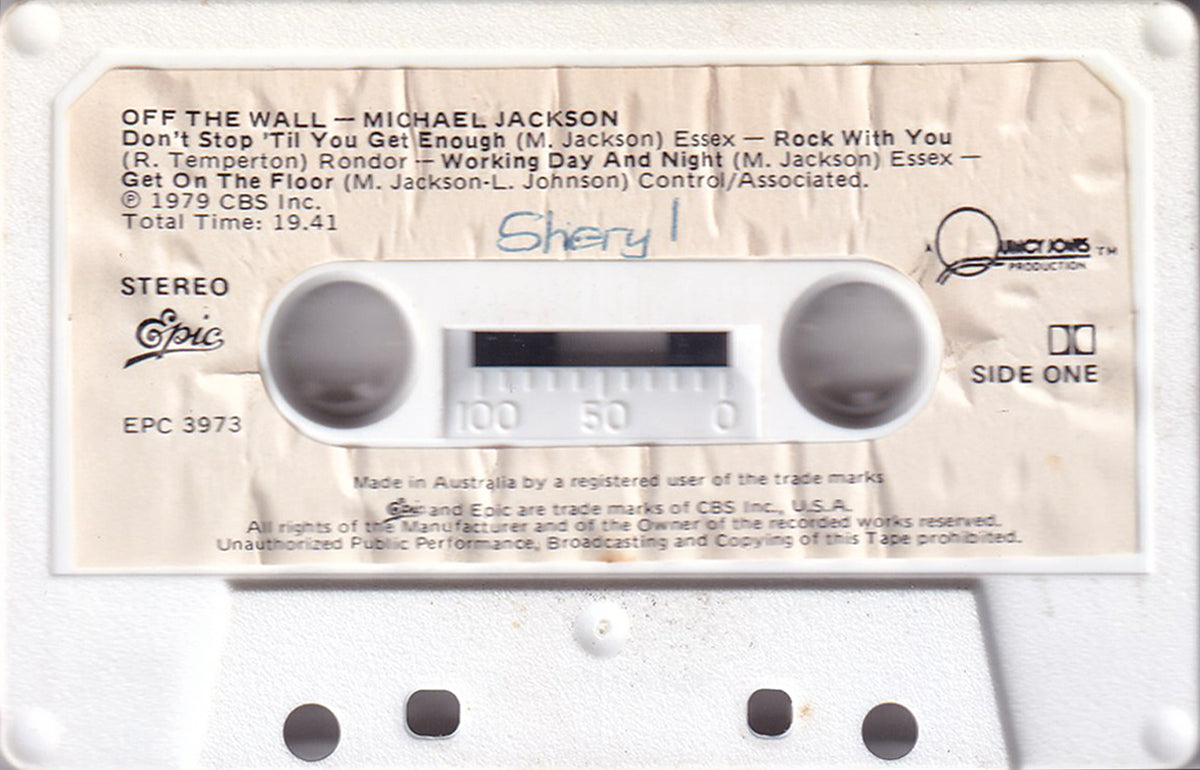 OFF THE WALL — MICHAEL JACKSON
Don't Stop 'Til You Get Enough (M. Jackson) Essex — Rock With You
(R. Temperton) Rondor — Working Day And Night (M. Jackson) Essex —
Get On The Floor (M. Jackson-L. Johnson) Control/Associated.
℗ 1979 CBS Inc.
Total Time: 19.41
Sheryl
A QUINCY JONES ™
PRODUCTION
STEREO
Epic
SIDE ONE
EPC 3973
100 50 0
Made in Australia by a registered user of the trade marks
Epic and Epic are trade marks of CBS Inc., U.S.A.
All rights of the Manufacturer and of the Owner of the recorded works reserved.
Unauthorized Public Performance, Broadcasting and Copying of this Tape prohibited.